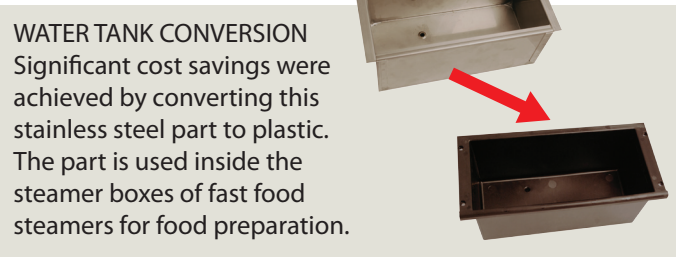 WATER TANK CONVERSION
Significant cost savings were
achieved by converting this
stainless steel part to plastic.
The part is used inside the
steamer boxes of fast food
steamers for food preparation.